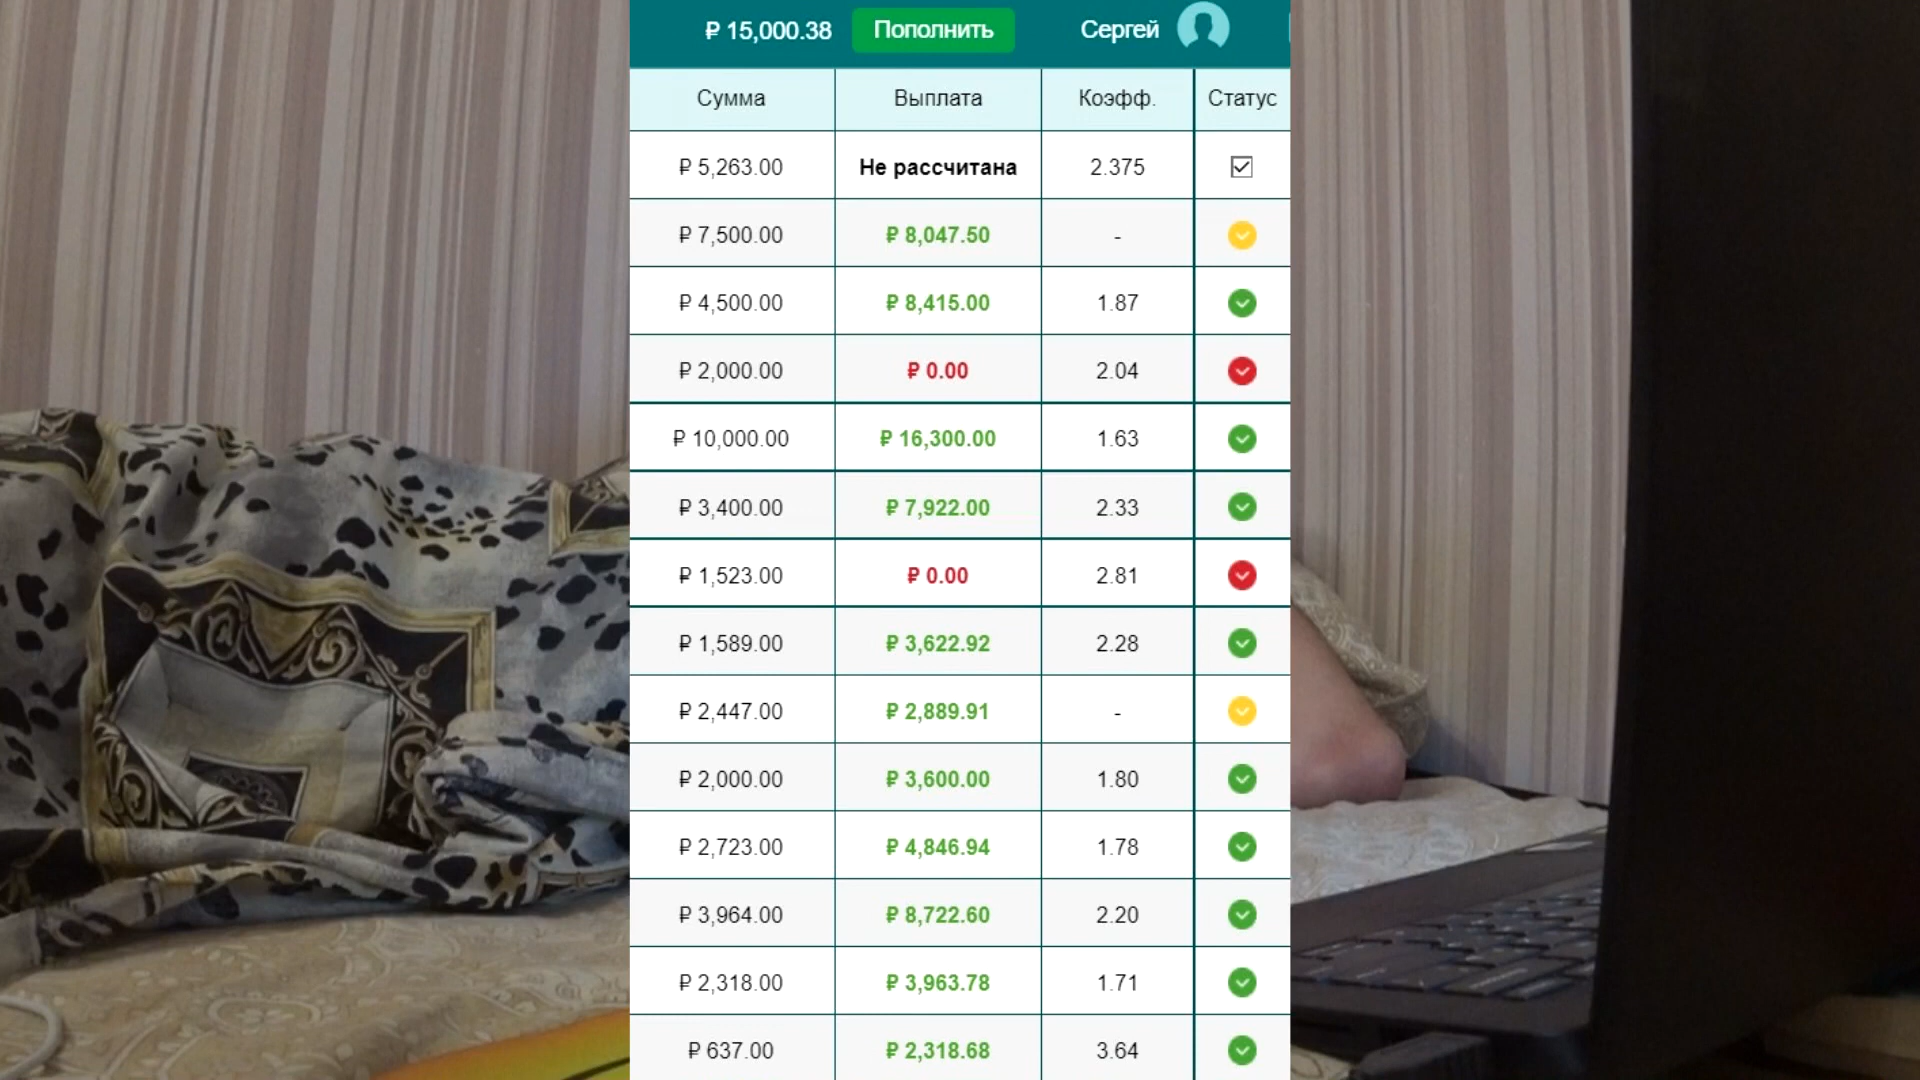 ₽ 15,000.38 Пополнить Сергей
Сумма Выплата Коэфф. Статус
₽ 5,263.00 Не рассчитана 2.375
₽ 7,500.00 ₽ 8,047.50 -
₽ 4,500.00 ₽ 8,415.00 1.87
₽ 2,000.00 ₽ 0.00 2.04
₽ 10,000.00 ₽ 16,300.00 1.63
₽ 3,400.00 ₽ 7,922.00 2.33
₽ 1,523.00 ₽ 0.00 2.81
₽ 1,589.00 ₽ 3,622.92 2.28
₽ 2,447.00 ₽ 2,889.91 -
₽ 2,000.00 ₽ 3,600.00 1.80
₽ 2,723.00 ₽ 4,846.94 1.78
₽ 3,964.00 ₽ 8,722.60 2.20
₽ 2,318.00 ₽ 3,963.78 1.71
₽ 637.00 ₽ 2,318.68 3.64